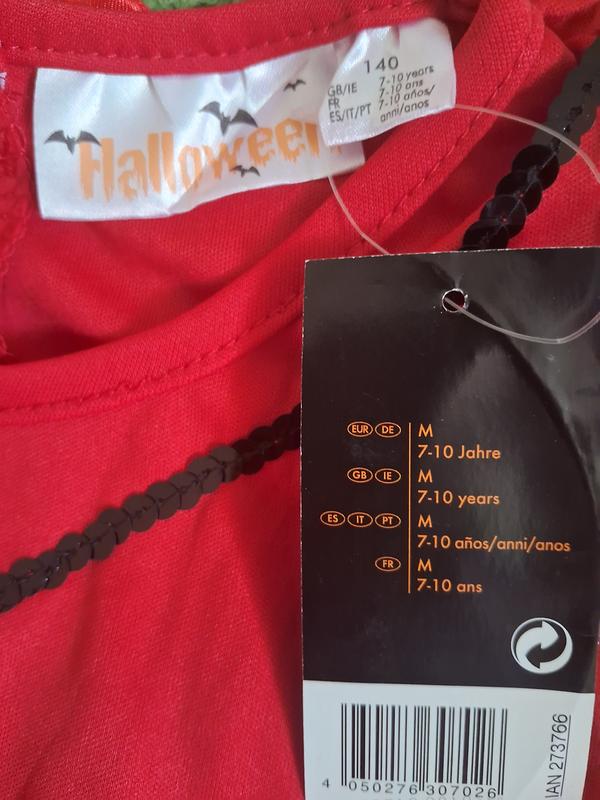 Halloween
140
GB/IE 7-10 years
FR 7-10 ans
ES/IT/PT 7-10 años/
anni/anos
EUR DE M
7-10 Jahre
GB IE M
7-10 years
ES IT PT M
7-10 años/anni/anos
FR M
7-10 ans
4 050276 307026
IAN 273766